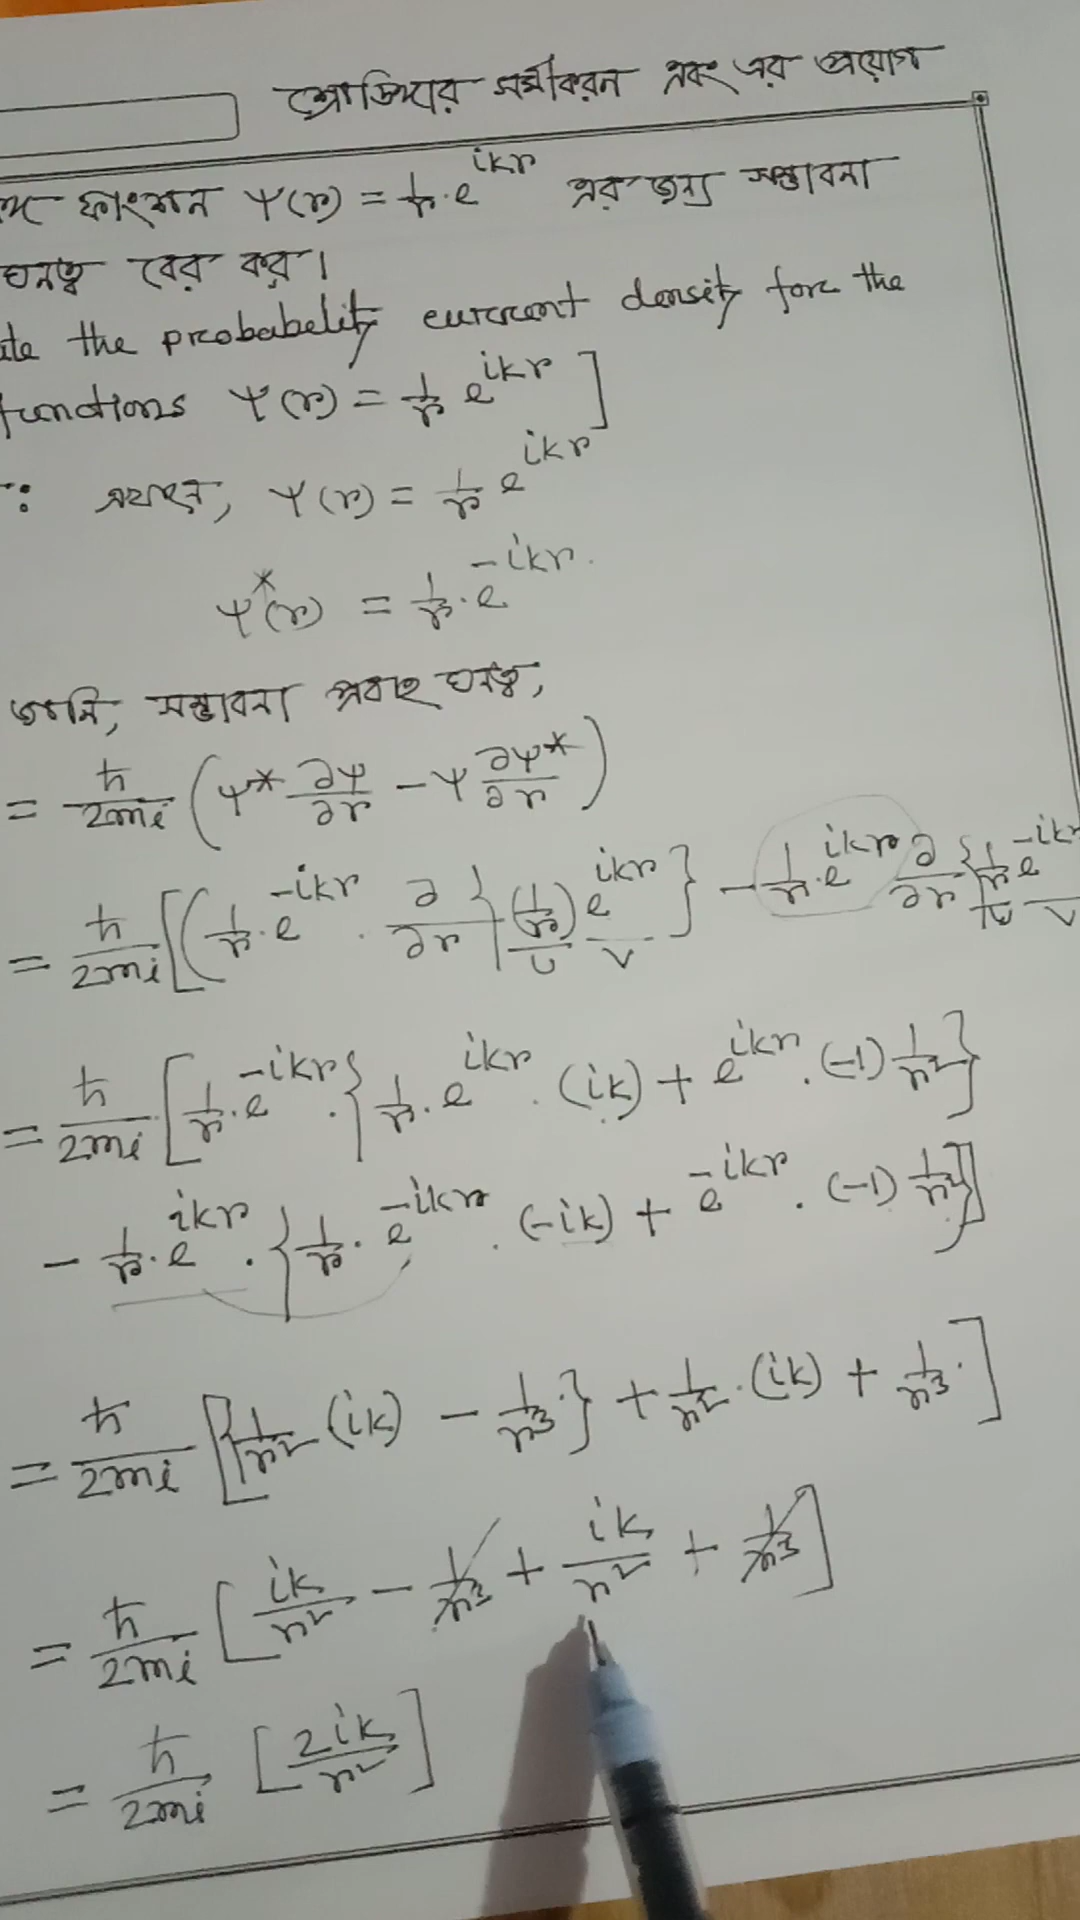 শ্রোডিঙ্গার সমীকরন এবং এর প্রয়োগ
ফাংশন Ψ(r) = 1/r · e^{ikr} এর জন্য সম্ভাবনা
ঘনত্ব বের কর।
ate the probabelity current density for the
functions Ψ(r) = 1/r e^{ikr} ]
: এখানে, Ψ(r) = 1/r e^{ikr}
Ψ*(r) = 1/r · e^{-ikr}.
জানি, সম্ভাবনা প্রবাহ ঘনত্ব,
= ℏ/2mi (Ψ* ∂Ψ/∂r − Ψ ∂Ψ*/∂r)
= ℏ/2mi [(1/r · e^{-ikr} · ∂/∂r {(1/r) e^{ikr}} − 1/r · e^{ikr} ∂/∂r {1/r e^{-ikr}
U V U V
= ℏ/2mi [1/r · e^{-ikr} · {1/r · e^{ikr} · (ik) + e^{ikr} · (-1) 1/r²}
− 1/r · e^{ikr} · {1/r · e^{-ikr} · (-ik) + e^{-ikr} · (-1) 1/r²}]
= ℏ/2mi [{1/r² (ik) − 1/r³ ·} + 1/r² · (ik) + 1/r³ ·]
= ℏ/2mi [ik/r² − 1/r³ + ik/r² + 1/r³]
= ℏ/2mi [2ik/r²]